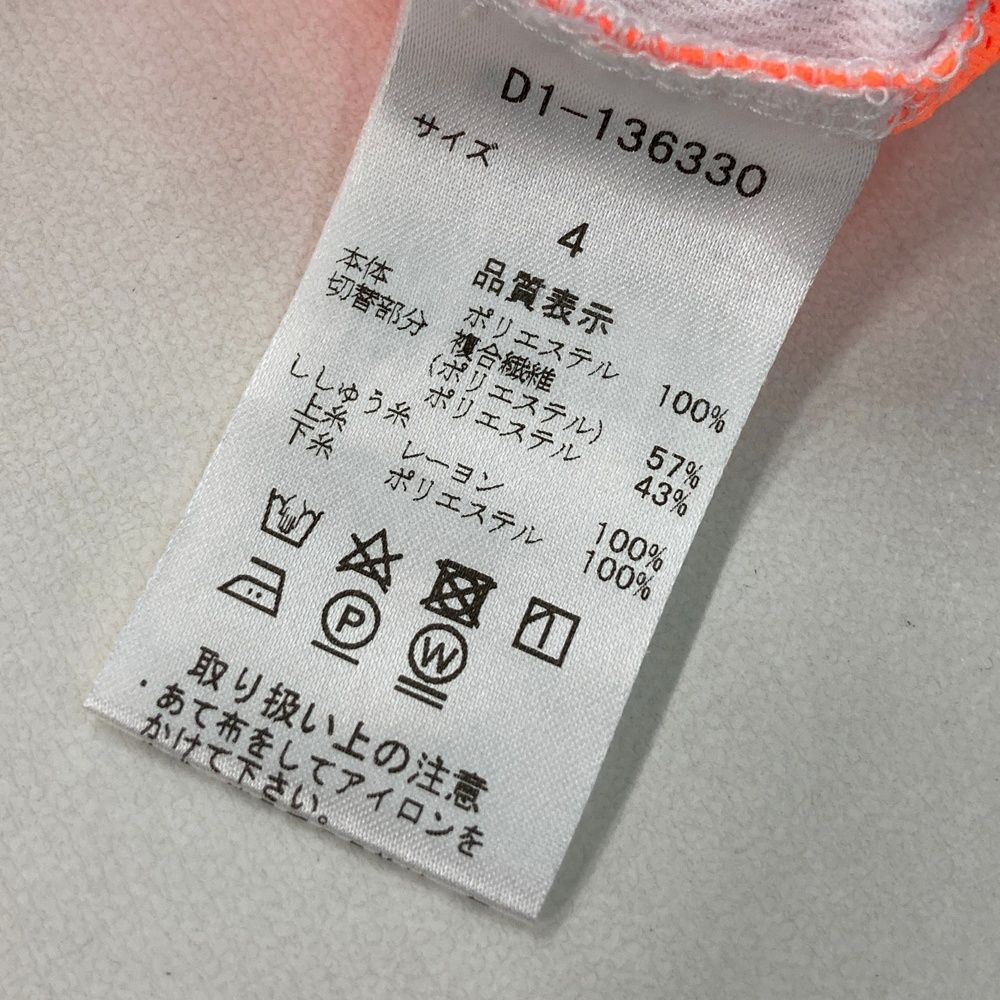 D1-136330
サイズ
4
品質表示
本体 ポリエステル 100%
切替部分 複合繊維
(ポリエステル) 57%
ポリエステル 43%
ししゅう糸
上糸 レーヨン 100%
下糸 ポリエステル 100%
P
W
取り扱い上の注意
・あて布をしてアイロンを
かけて下さい。